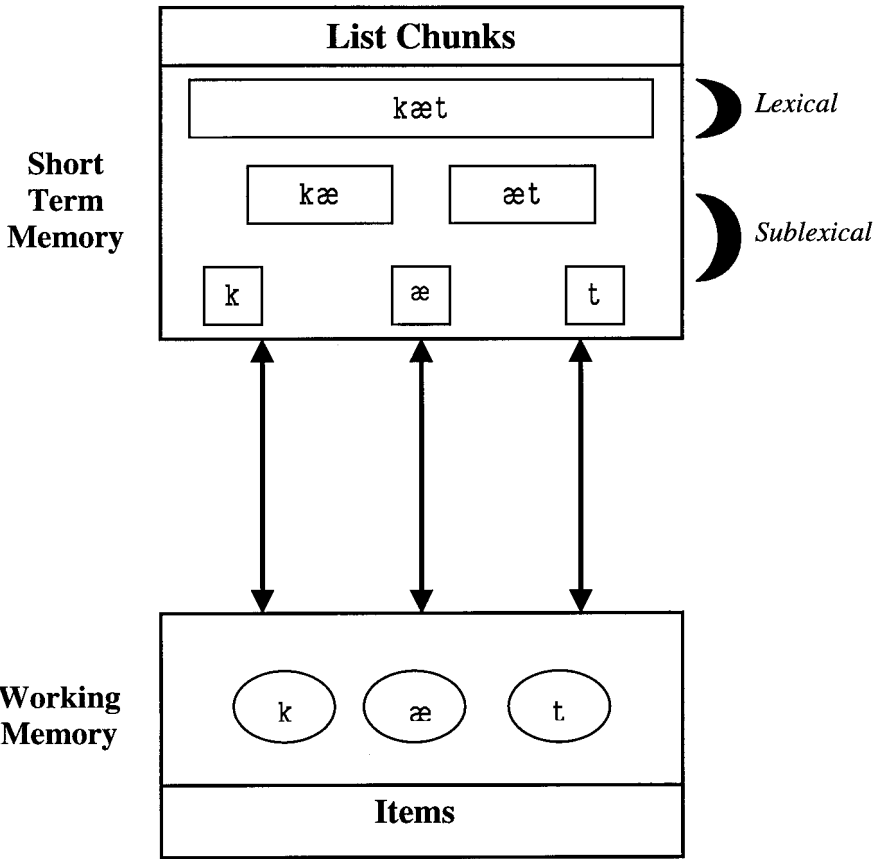 List Chunks
kæt
Lexical
Short
Term
Memory
kæ æt
Sublexical
k æ t
Working
Memory
k æ t
Items